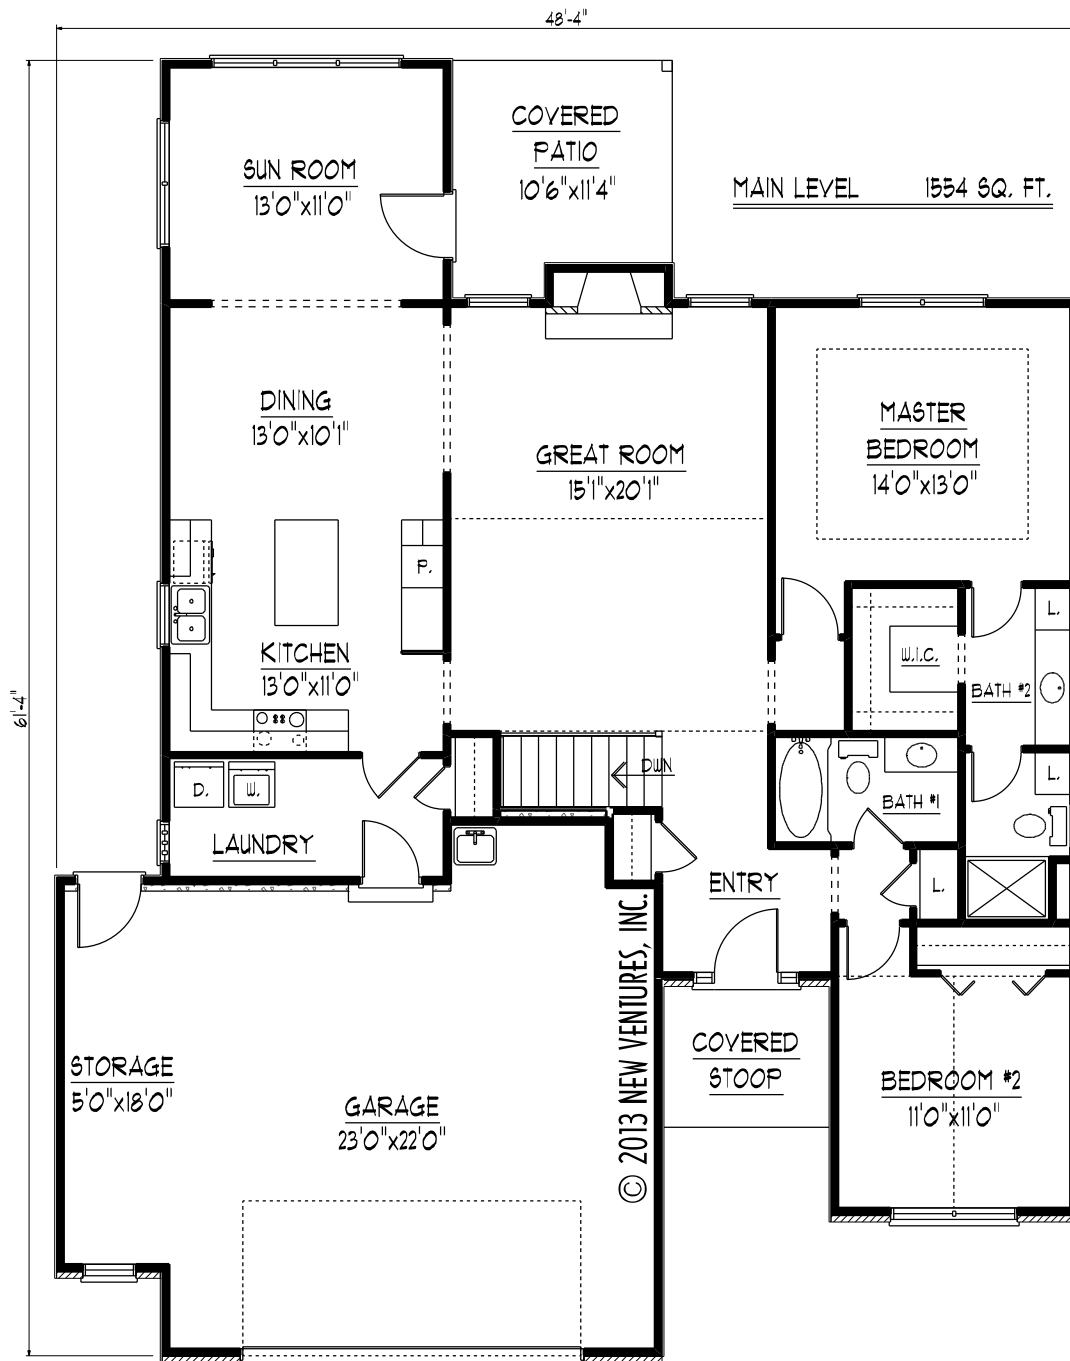 48'-4"
COVERED
PATIO
10'6"x11'4"
SUN ROOM
13'0"x11'0"
MAIN LEVEL 1554 SQ. FT.
DINING
13'0"x10'1"
GREAT ROOM
15'1"x20'1"
MASTER
BEDROOM
14'0"x13'0"
P.
L.
KITCHEN
13'0"x11'0"
W.I.C.
BATH #2
61'-4"
DWN
D.
W.
L.
BATH #1
LAUNDRY
ENTRY
L.
© 2013 NEW VENTURES, INC.
COVERED
STOOP
STORAGE
5'0"x18'0"
GARAGE
23'0"x22'0"
BEDROOM #2
11'0"x11'0"